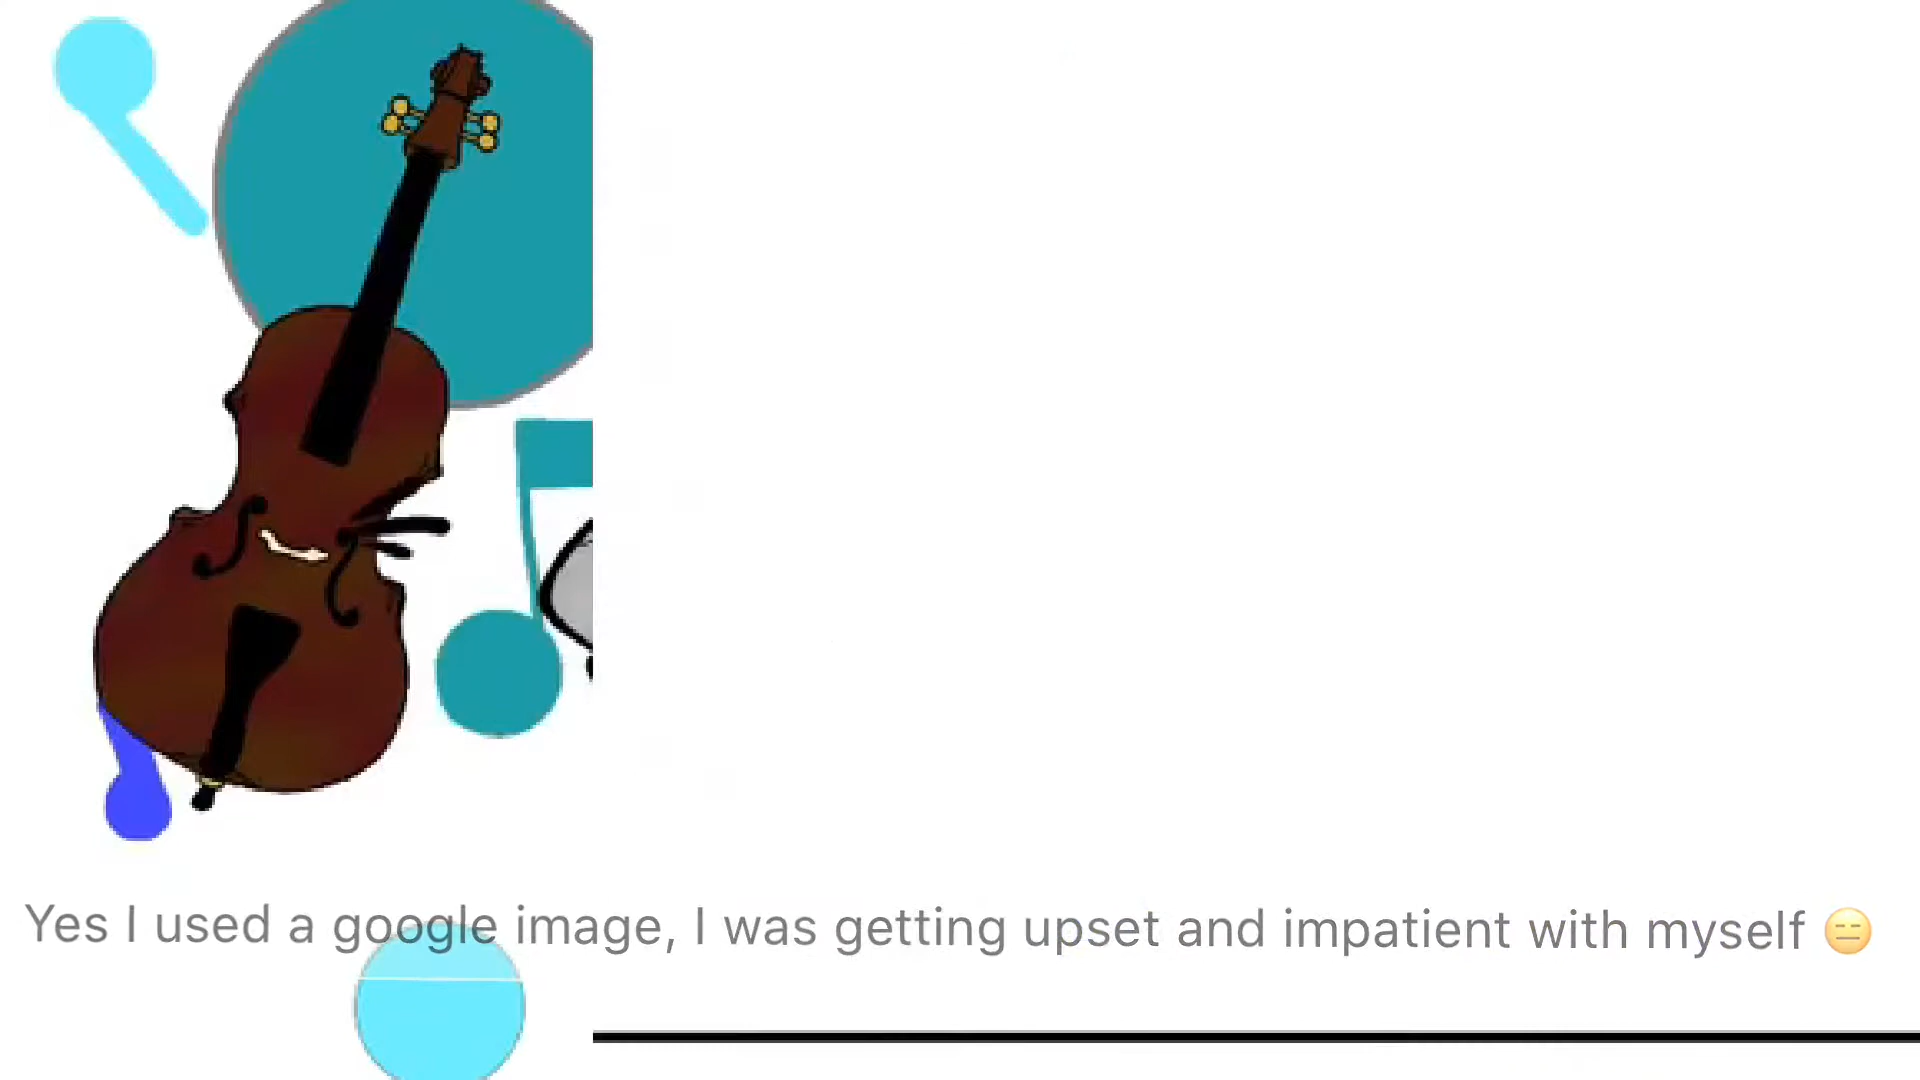 Yes I used a google image, I was getting upset and impatient with myself 😑